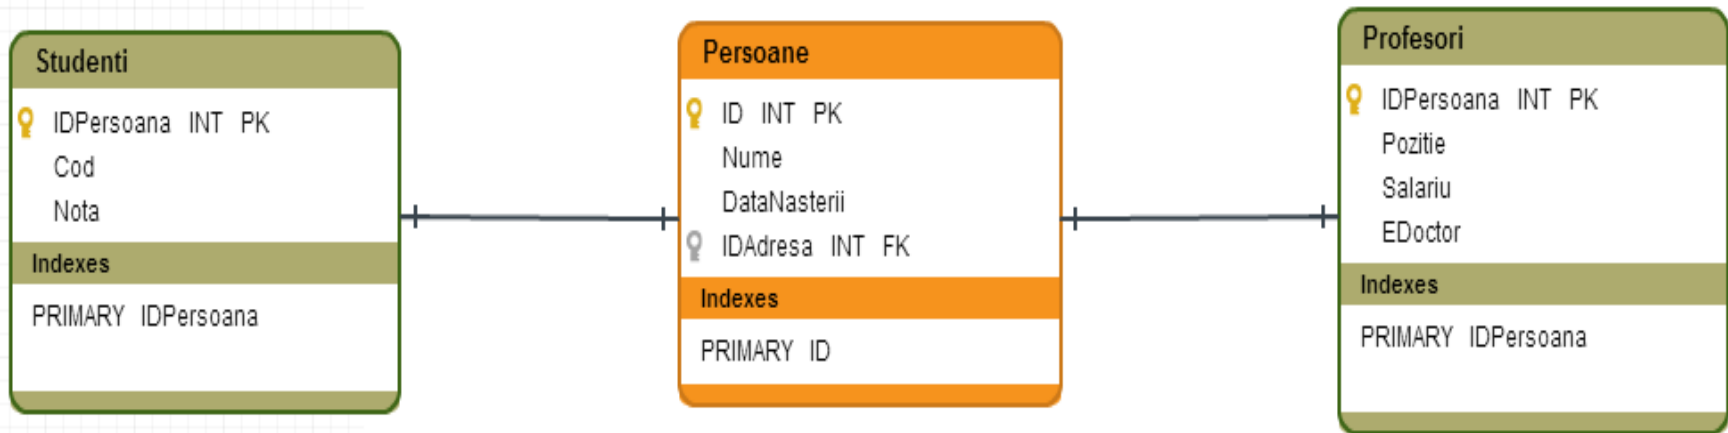 Studenti
IDPersoana INT PK
Cod
Nota
Indexes
PRIMARY IDPersoana
Persoane
ID INT PK
Nume
DataNasterii
IDAdresa INT FK
Indexes
PRIMARY ID
Profesori
IDPersoana INT PK
Pozitie
Salariu
EDoctor
Indexes
PRIMARY IDPersoana